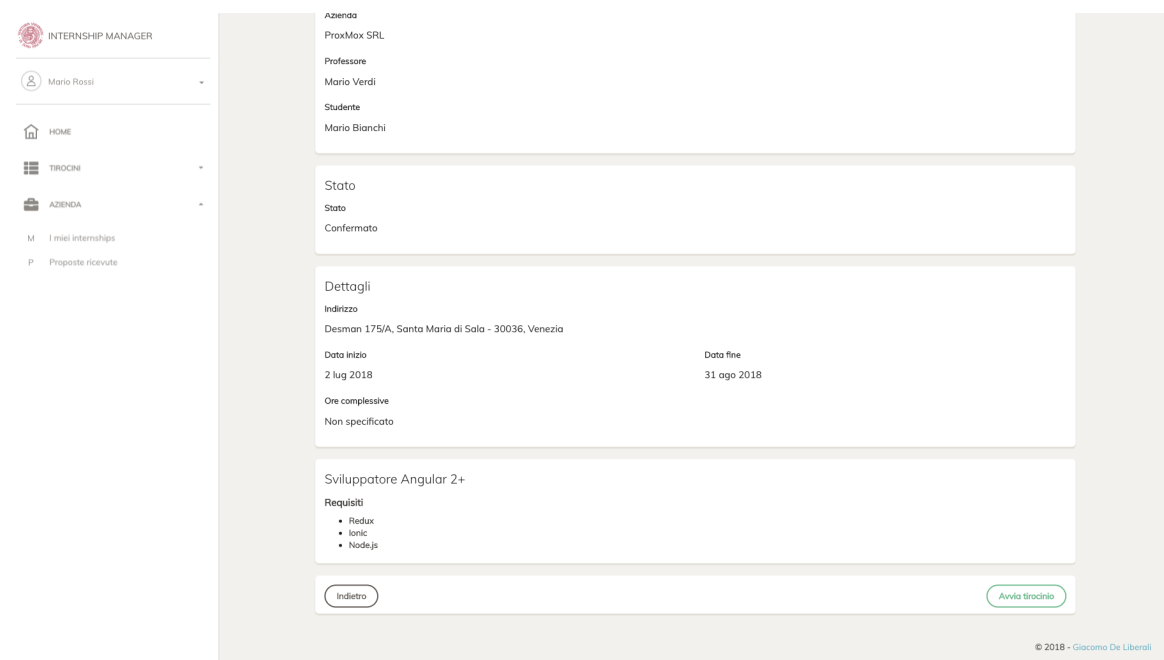 INTERNSHIP MANAGER
Mario Rossi
HOME
TIROCINI
AZIENDA
M I miei internships
P Proposte ricevute
Azienda
ProxMox SRL
Professore
Mario Verdi
Studente
Mario Bianchi
Stato
Stato
Confermato
Dettagli
Indirizzo
Desman 175/A, Santa Maria di Sala - 30036, Venezia
Data inizio Data fine
2 lug 2018 31 ago 2018
Ore complessive
Non specificato
Sviluppatore Angular 2+
Requisiti
• Redux
• Ionic
• Node.js
Indietro Avvia tirocinio
© 2018 - Giacomo De Liberali